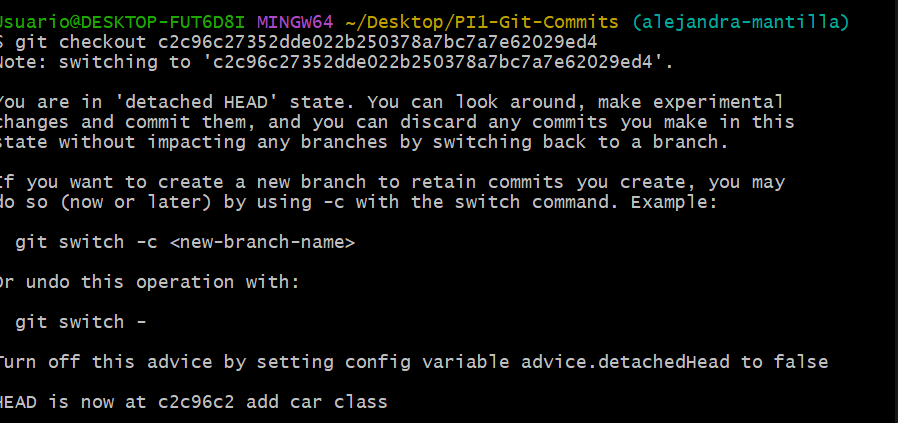 Usuario@DESKTOP-FUT6D8I MINGW64 ~/Desktop/PI1-Git-Commits (alejandra-mantilla)
$ git checkout c2c96c27352dde022b250378a7bc7a7e62029ed4
Note: switching to 'c2c96c27352dde022b250378a7bc7a7e62029ed4'.
You are in 'detached HEAD' state. You can look around, make experimental
changes and commit them, and you can discard any commits you make in this
state without impacting any branches by switching back to a branch.
If you want to create a new branch to retain commits you create, you may
do so (now or later) by using -c with the switch command. Example:
git switch -c <new-branch-name>
Or undo this operation with:
git switch -
Turn off this advice by setting config variable advice.detachedHead to false
HEAD is now at c2c96c2 add car class